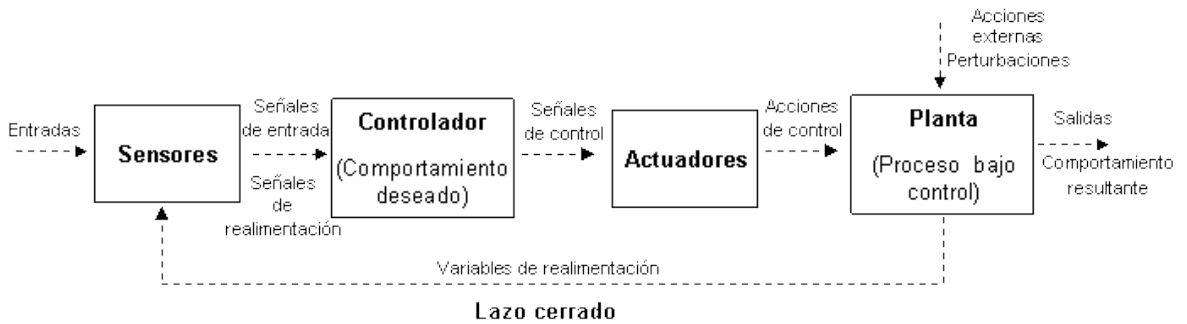 Acciones
externas
Perturbaciones
Entradas
Sensores
Señales
de entrada
Señales
de
realimentación
Controlador
(Comportamiento
deseado)
Señales
de control
Actuadores
Acciones
de control
Planta
(Proceso bajo
control)
Salidas
Comportamiento
resultante
Variables de realimentación
Lazo cerrado